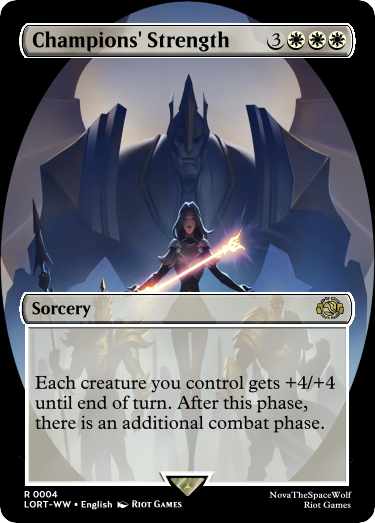 Champions' Strength 3
Sorcery
Each creature you control gets +4/+4
until end of turn. After this phase,
there is an additional combat phase.
R 0004
NovaTheSpaceWolf
LORT-WW • English Riot Games
Riot Games